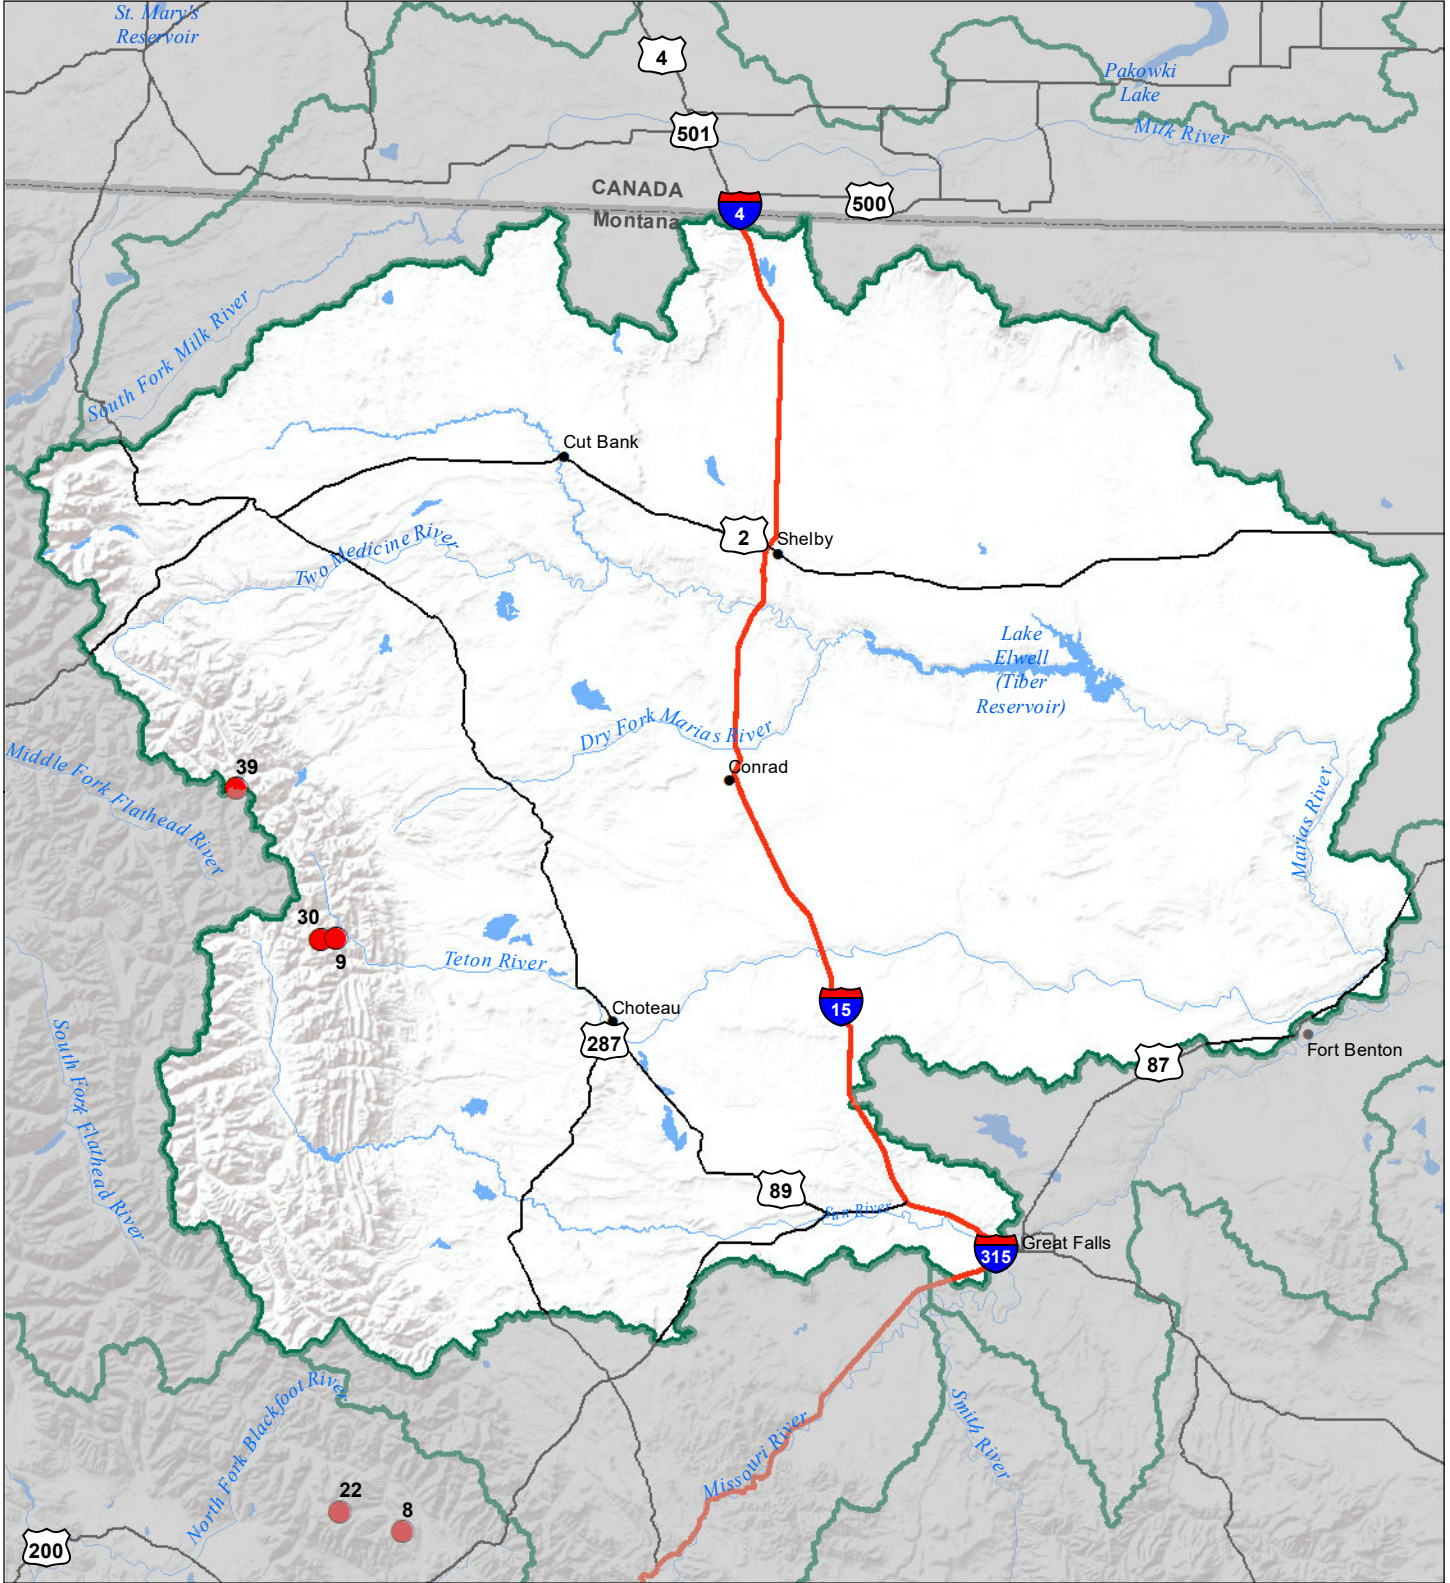 St. Mary's
Reservoir
4
Pakowki
Lake
501
Milk River
CANADA
Montana
4
500
South Fork Milk River
Cut Bank
2
Shelby
Two Medicine River
Lake
Elwell
(Tiber
Reservoir)
Dry Fork Marias River
Middle Fork Flathead River
39
Conrad
Marias River
30
9
Teton River
15
Choteau
287
87
Fort Benton
South Fork Flathead River
89
Sun River
315
Great Falls
North Fork Blackfoot River
Smith River
Missouri River
22
8
200